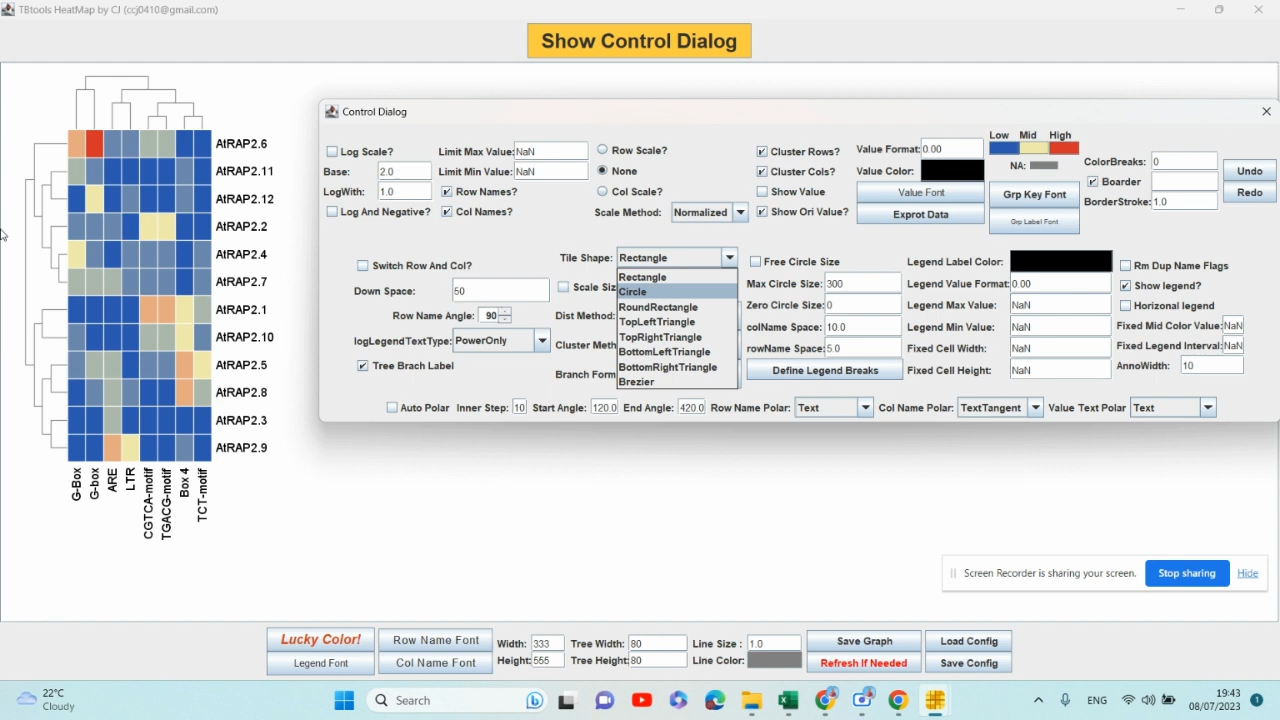 TBtools HeatMap by CJ (ccj0410@gmail.com)
Show Control Dialog
AtRAP2.6
AtRAP2.11
AtRAP2.12
AtRAP2.2
AtRAP2.4
AtRAP2.7
AtRAP2.1
AtRAP2.10
AtRAP2.5
AtRAP2.8
AtRAP2.3
AtRAP2.9
G-Box
G-box
ARE
LTR
CGTCA-motif
TGACG-motif
Box 4
TCT-motif
Control Dialog
Log Scale?
Base: 2.0
LogWith: 1.0
Log And Negative?
Limit Max Value: NaN
Limit Min Value: NaN
Row Names?
Col Names?
Row Scale?
None
Col Scale?
Scale Method: Normalized
Cluster Rows?
Cluster Cols?
Show Value
Show Ori Value?
Value Format: 0.00
Value Color:
Value Font
Exprot Data
Low Mid High
NA:
Grp Key Font
Grp Label Font
ColorBreaks: 0
Boarder
BorderStroke: 1.0
Undo
Redo
Switch Row And Col?
Down Space: 50
Row Name Angle: 90
logLegendTextType: PowerOnly
Tree Brach Label
Tile Shape: Rectangle
Rectangle
Circle
RoundRectangle
TopLeftTriangle
TopRightTriangle
BottomLeftTriangle
BottomRightTriangle
Brezier
Scale Siz
Dist Method:
Cluster Meth
Branch Form
Free Circle Size
Max Circle Size: 300
Zero Circle Size: 0
colName Space: 10.0
rowName Space: 5.0
Define Legend Breaks
Legend Label Color:
Legend Value Format: 0.00
Legend Max Value: NaN
Legend Min Value: NaN
Fixed Cell Width: NaN
Fixed Cell Height: NaN
Rm Dup Name Flags
Show legend?
Horizonal legend
Fixed Mid Color Value: NaN
Fixed Legend Interval: NaN
AnnoWidth: 10
Auto Polar Inner Step: 10 Start Angle: 120.0 End Angle: 420.0 Row Name Polar: Text Col Name Polar: TextTangent Value Text Polar Text
Screen Recorder is sharing your screen.
Stop sharing
Hide
Lucky Color!
Legend Font
Row Name Font
Col Name Font
Width: 333
Height: 555
Tree Width: 80
Tree Height: 80
Line Size : 1.0
Line Color:
Save Graph
Refresh If Needed
Load Config
Save Config
22°C
Cloudy
Search
ENG
19:43
08/07/2023
1